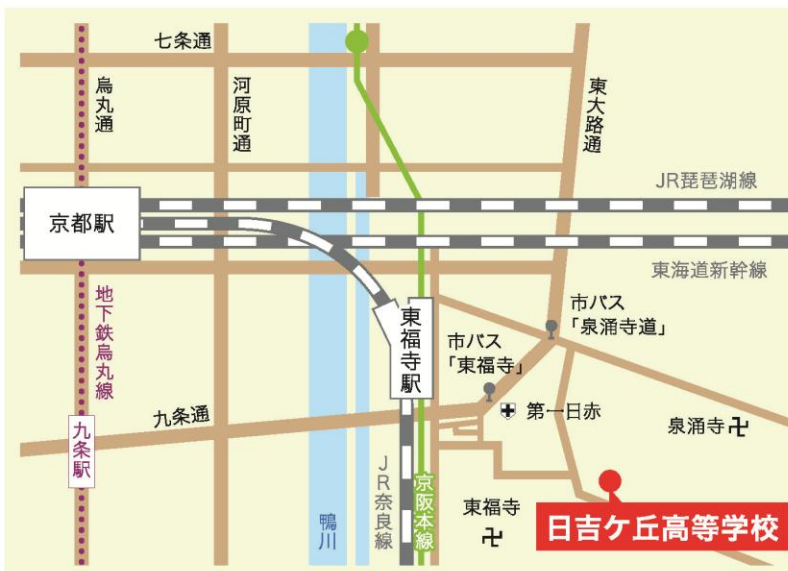 七条通
烏丸通
河原町通
東大路通
JR琵琶湖線
京都駅
東海道新幹線
地下鉄烏丸線
東福寺駅
市バス
「泉涌寺道」
市バス
「東福寺」
九条通
第一日赤
泉涌寺
九条駅
JR奈良線
京阪本線
鴨川
東福寺
日吉ケ丘高等学校